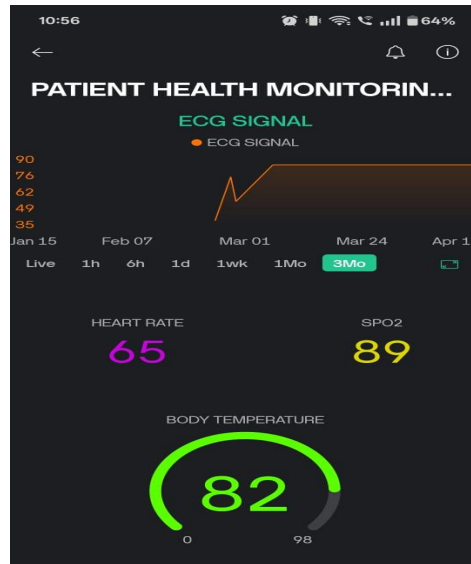 10:56 64%
PATIENT HEALTH MONITORIN...
ECG SIGNAL
ECG SIGNAL
90
76
62
49
35
Jan 15 Feb 07 Mar 01 Mar 24 Apr 1
Live 1h 6h 1d 1wk 1Mo 3Mo
HEART RATE SPO2
65 89
BODY TEMPERATURE
82
0 98